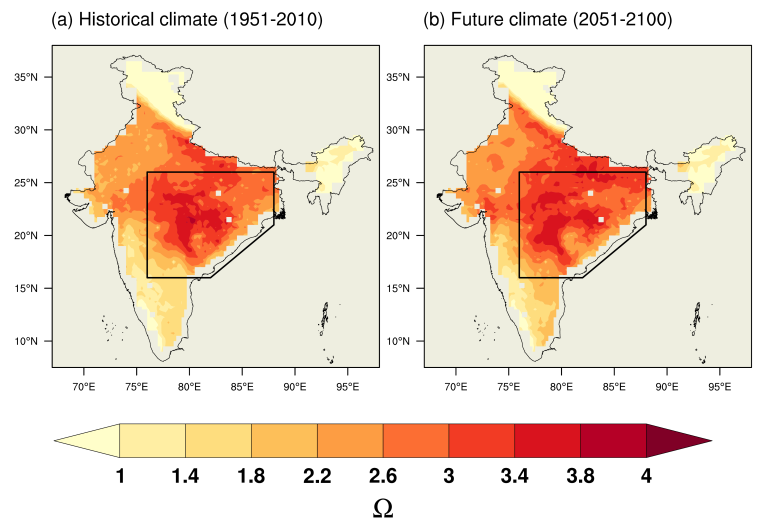 (a) Historical climate (1951-2010)
(b) Future climate (2051-2100)
35°N
30°N
25°N
20°N
15°N
10°N
70°E 75°E 80°E 85°E 90°E 95°E
35°N
30°N
25°N
20°N
15°N
10°N
70°E 75°E 80°E 85°E 90°E 95°E
1 1.4 1.8 2.2 2.6 3 3.4 3.8 4
Ω